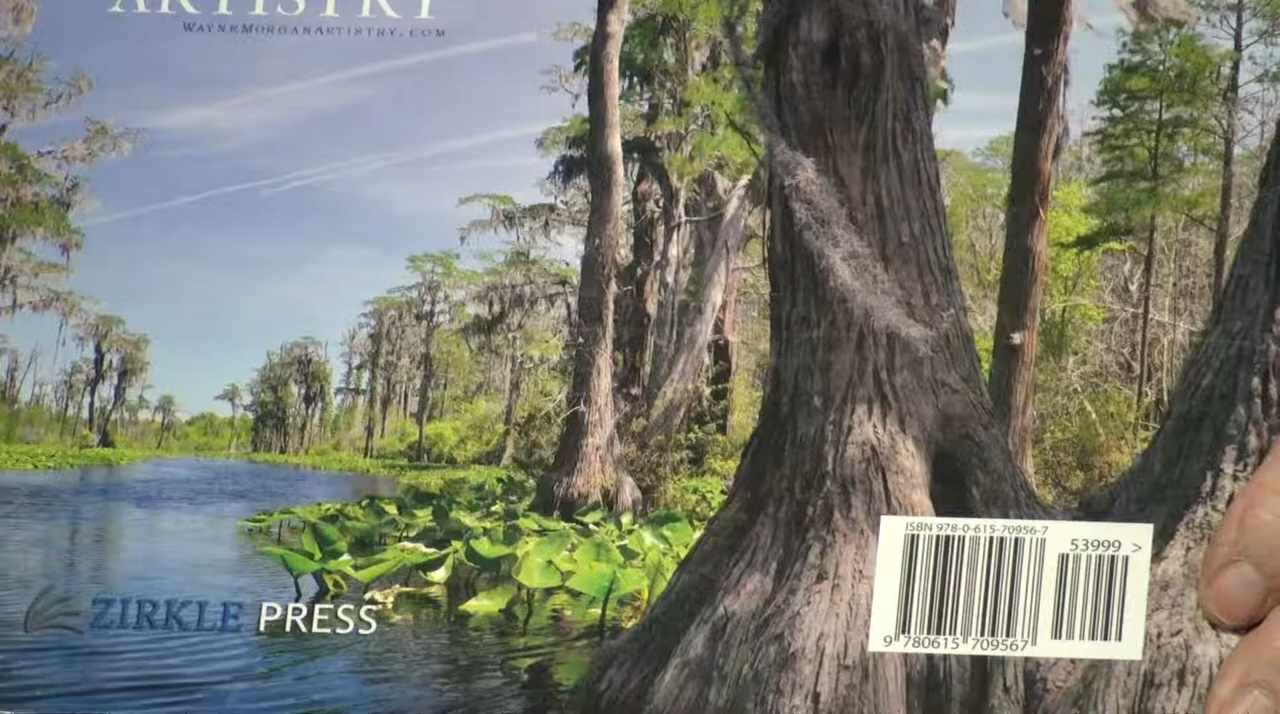 ARTISTRY
WAYNEMORGANARTISTRY.COM
ISBN 978-0-615-70956-7
53999 >
9 780615 709567
ZIRKLE PRESS